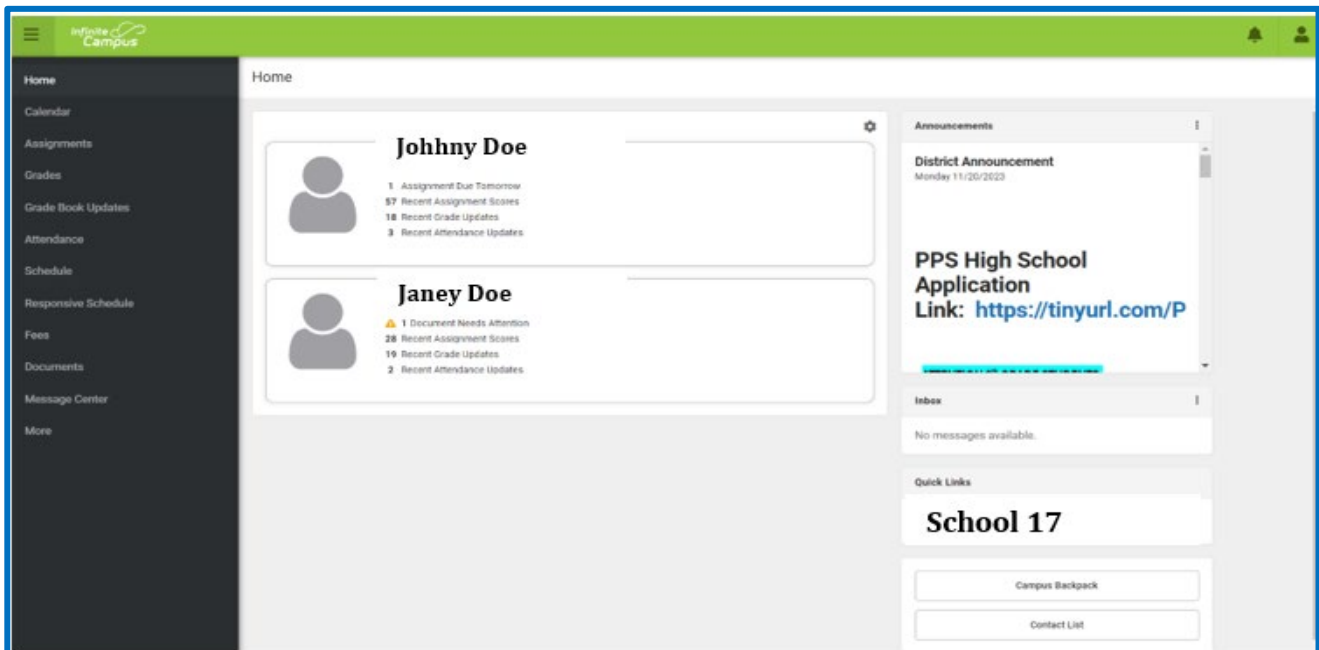 Infinite
Campus
Home
Calendar
Assignments
Grades
Grade Book Updates
Attendance
Schedule
Responsive Schedule
Fees
Documents
Message Center
More
Home
Johhny Doe
1 Assignment Due Tomorrow
57 Recent Assignment Scores
18 Recent Grade Updates
3 Recent Attendance Updates
Janey Doe
1 Document Needs Attention
28 Recent Assignment Scores
19 Recent Grade Updates
2 Recent Attendance Updates
Announcements
District Announcement
Monday 11/20/2023
PPS High School
Application
Link: https://tinyurl.com/P
Inbox
No messages available.
Quick Links
School 17
Campus Backpack
Contact List